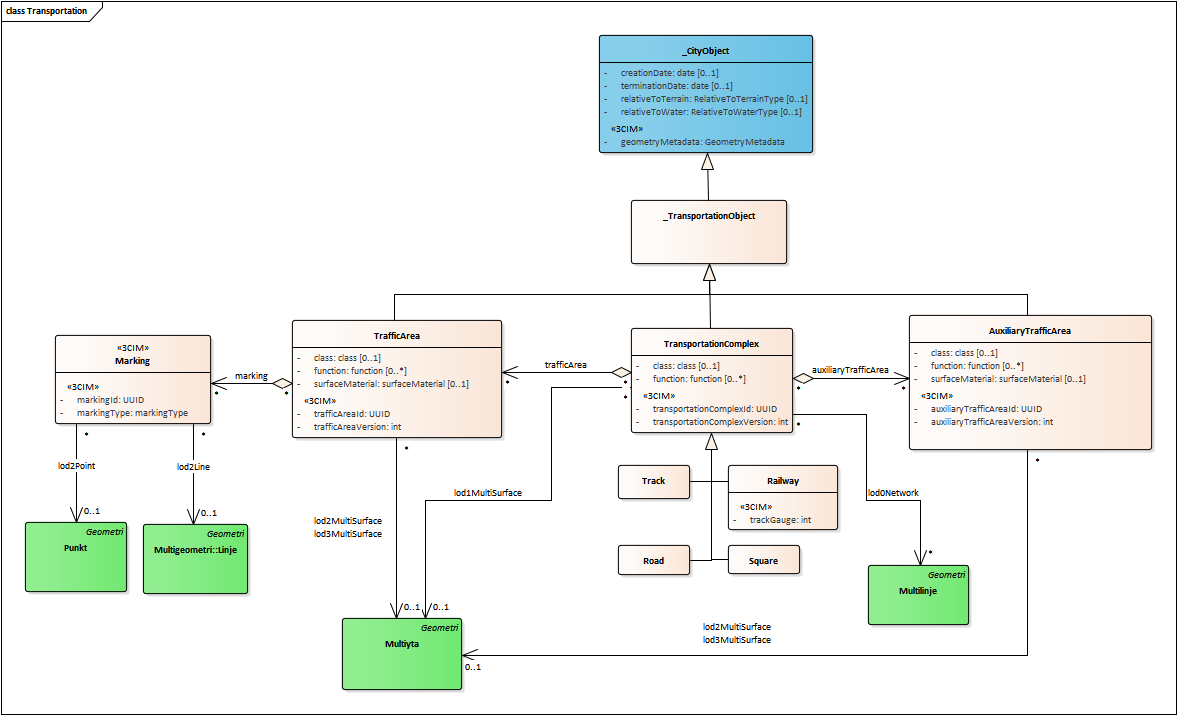 class Transportation
_CityObject
- creationDate: date [0..1]
- terminationDate: date [0..1]
- relativeToTerrain: RelativeToTerrainType [0..1]
- relativeToWater: RelativeToWaterType [0..1]
«3CIM»
- geometryMetadata: GeometryMetadata
_TransportationObject
«3CIM»
Marking
«3CIM»
- markingId: UUID
- markingType: markingType
marking
*
*
TrafficArea
- class: class [0..1]
- function: function [0..*]
- surfaceMaterial: surfaceMaterial [0..1]
«3CIM»
- trafficAreaId: UUID
- trafficAreaVersion: int
trafficArea
*
*
TransportationComplex
- class: class [0..1]
- function: function [0..*]
«3CIM»
- transportationComplexId: UUID
- transportationComplexVersion: int
auxiliaryTrafficArea
*
*
AuxiliaryTrafficArea
- class: class [0..1]
- function: function [0..*]
- surfaceMaterial: surfaceMaterial [0..1]
«3CIM»
- auxiliaryTrafficAreaId: UUID
- auxiliaryTrafficAreaVersion: int
*
*
*
*
*
*
lod2Point
lod2Line
0..1
0..1
Geometri
Punkt
Geometri
Multigeometri::Linje
lod2MultiSurface
lod3MultiSurface
lod1MultiSurface
Track
Railway
«3CIM»
- trackGauge: int
Road
Square
lod0Network
*
Geometri
Multilinje
0..1
0..1
Geometri
Multiyta
lod2MultiSurface
lod3MultiSurface
0..1